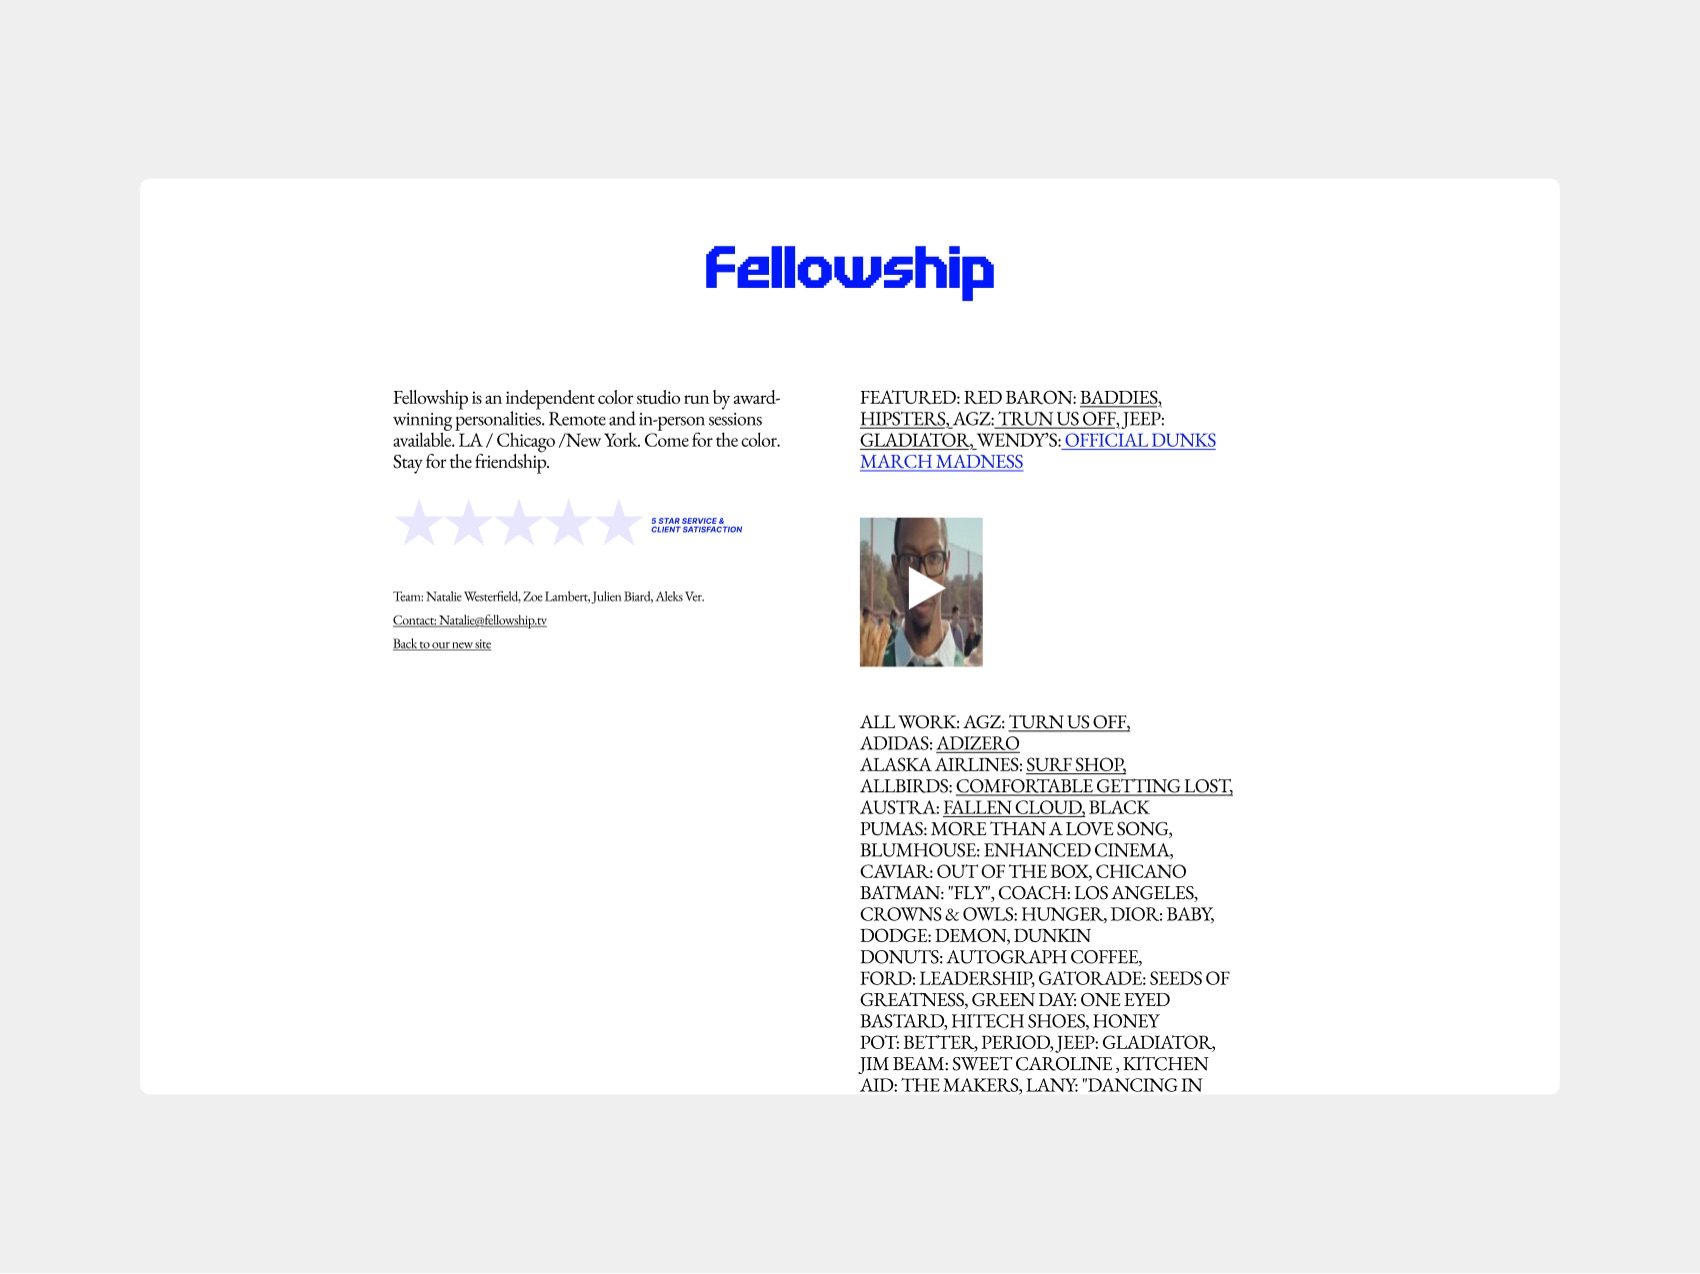 Fellowship
Fellowship is an independent color studio run by award-
winning personalities. Remote and in-person sessions
available. LA / Chicago /New York. Come for the color.
Stay for the friendship.
5 STAR SERVICE &
CLIENT SATISFACTION
Team: Natalie Westerfield, Zoe Lambert, Julien Biard, Aleks Ver.
Contact: Natalie@fellowship.tv
Back to our new site
FEATURED: RED BARON: BADDIES,
HIPSTERS, AGZ: TRUN US OFF, JEEP:
GLADIATOR, WENDY’S: OFFICIAL DUNKS
MARCH MADNESS
ALL WORK: AGZ: TURN US OFF,
ADIDAS: ADIZERO
ALASKA AIRLINES: SURF SHOP,
ALLBIRDS: COMFORTABLE GETTING LOST,
AUSTRA: FALLEN CLOUD, BLACK
PUMAS: MORE THAN A LOVE SONG,
BLUMHOUSE: ENHANCED CINEMA,
CAVIAR: OUT OF THE BOX, CHICANO
BATMAN: "FLY", COACH: LOS ANGELES,
CROWNS & OWLS: HUNGER, DIOR: BABY,
DODGE: DEMON, DUNKIN
DONUTS: AUTOGRAPH COFFEE,
FORD: LEADERSHIP, GATORADE: SEEDS OF
GREATNESS, GREEN DAY: ONE EYED
BASTARD, HITECH SHOES, HONEY
POT: BETTER, PERIOD, JEEP: GLADIATOR,
JIM BEAM: SWEET CAROLINE , KITCHEN
AID: THE MAKERS, LANY: "DANCING IN